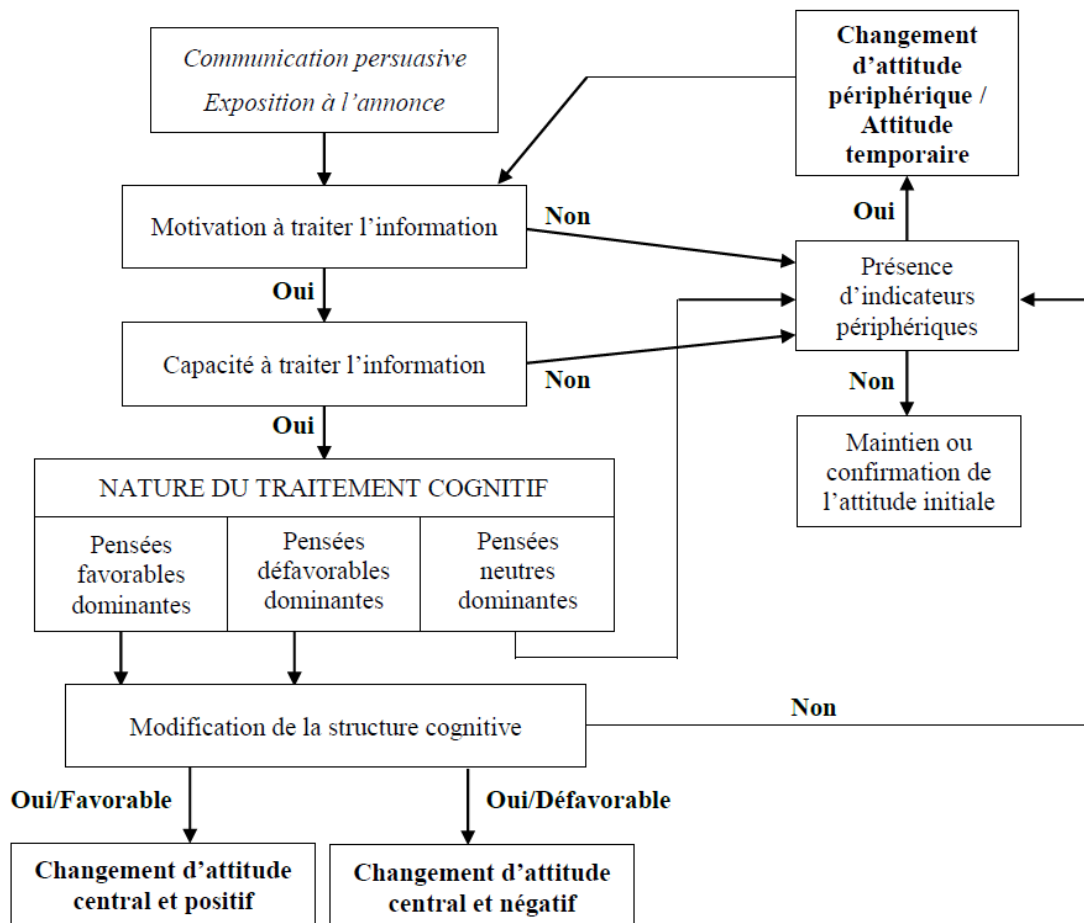 Communication persuasive
Exposition à l’annonce
Changement
d’attitude
périphérique /
Attitude
temporaire
Motivation à traiter l’information
Non
Oui
Présence
d’indicateurs
périphériques
Oui
Capacité à traiter l’information
Non
Non
Oui
Maintien ou
confirmation de
l’attitude initiale
NATURE DU TRAITEMENT COGNITIF
Pensées
favorables
dominantes
Pensées
défavorables
dominantes
Pensées
neutres
dominantes
Modification de la structure cognitive
Non
Oui/Favorable
Oui/Défavorable
Changement d’attitude
central et positif
Changement d’attitude
central et négatif